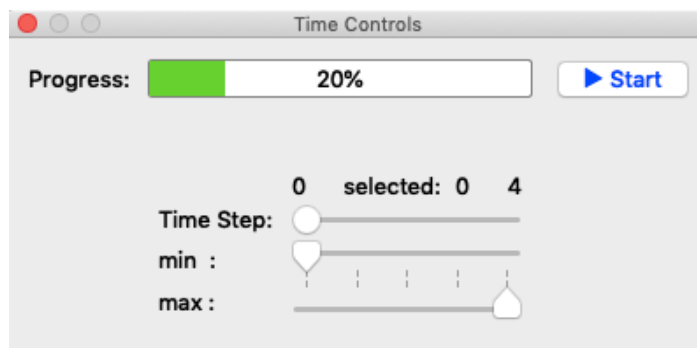 Time Controls
Progress: 20% Start
0 selected: 0 4
Time Step:
min :
max :